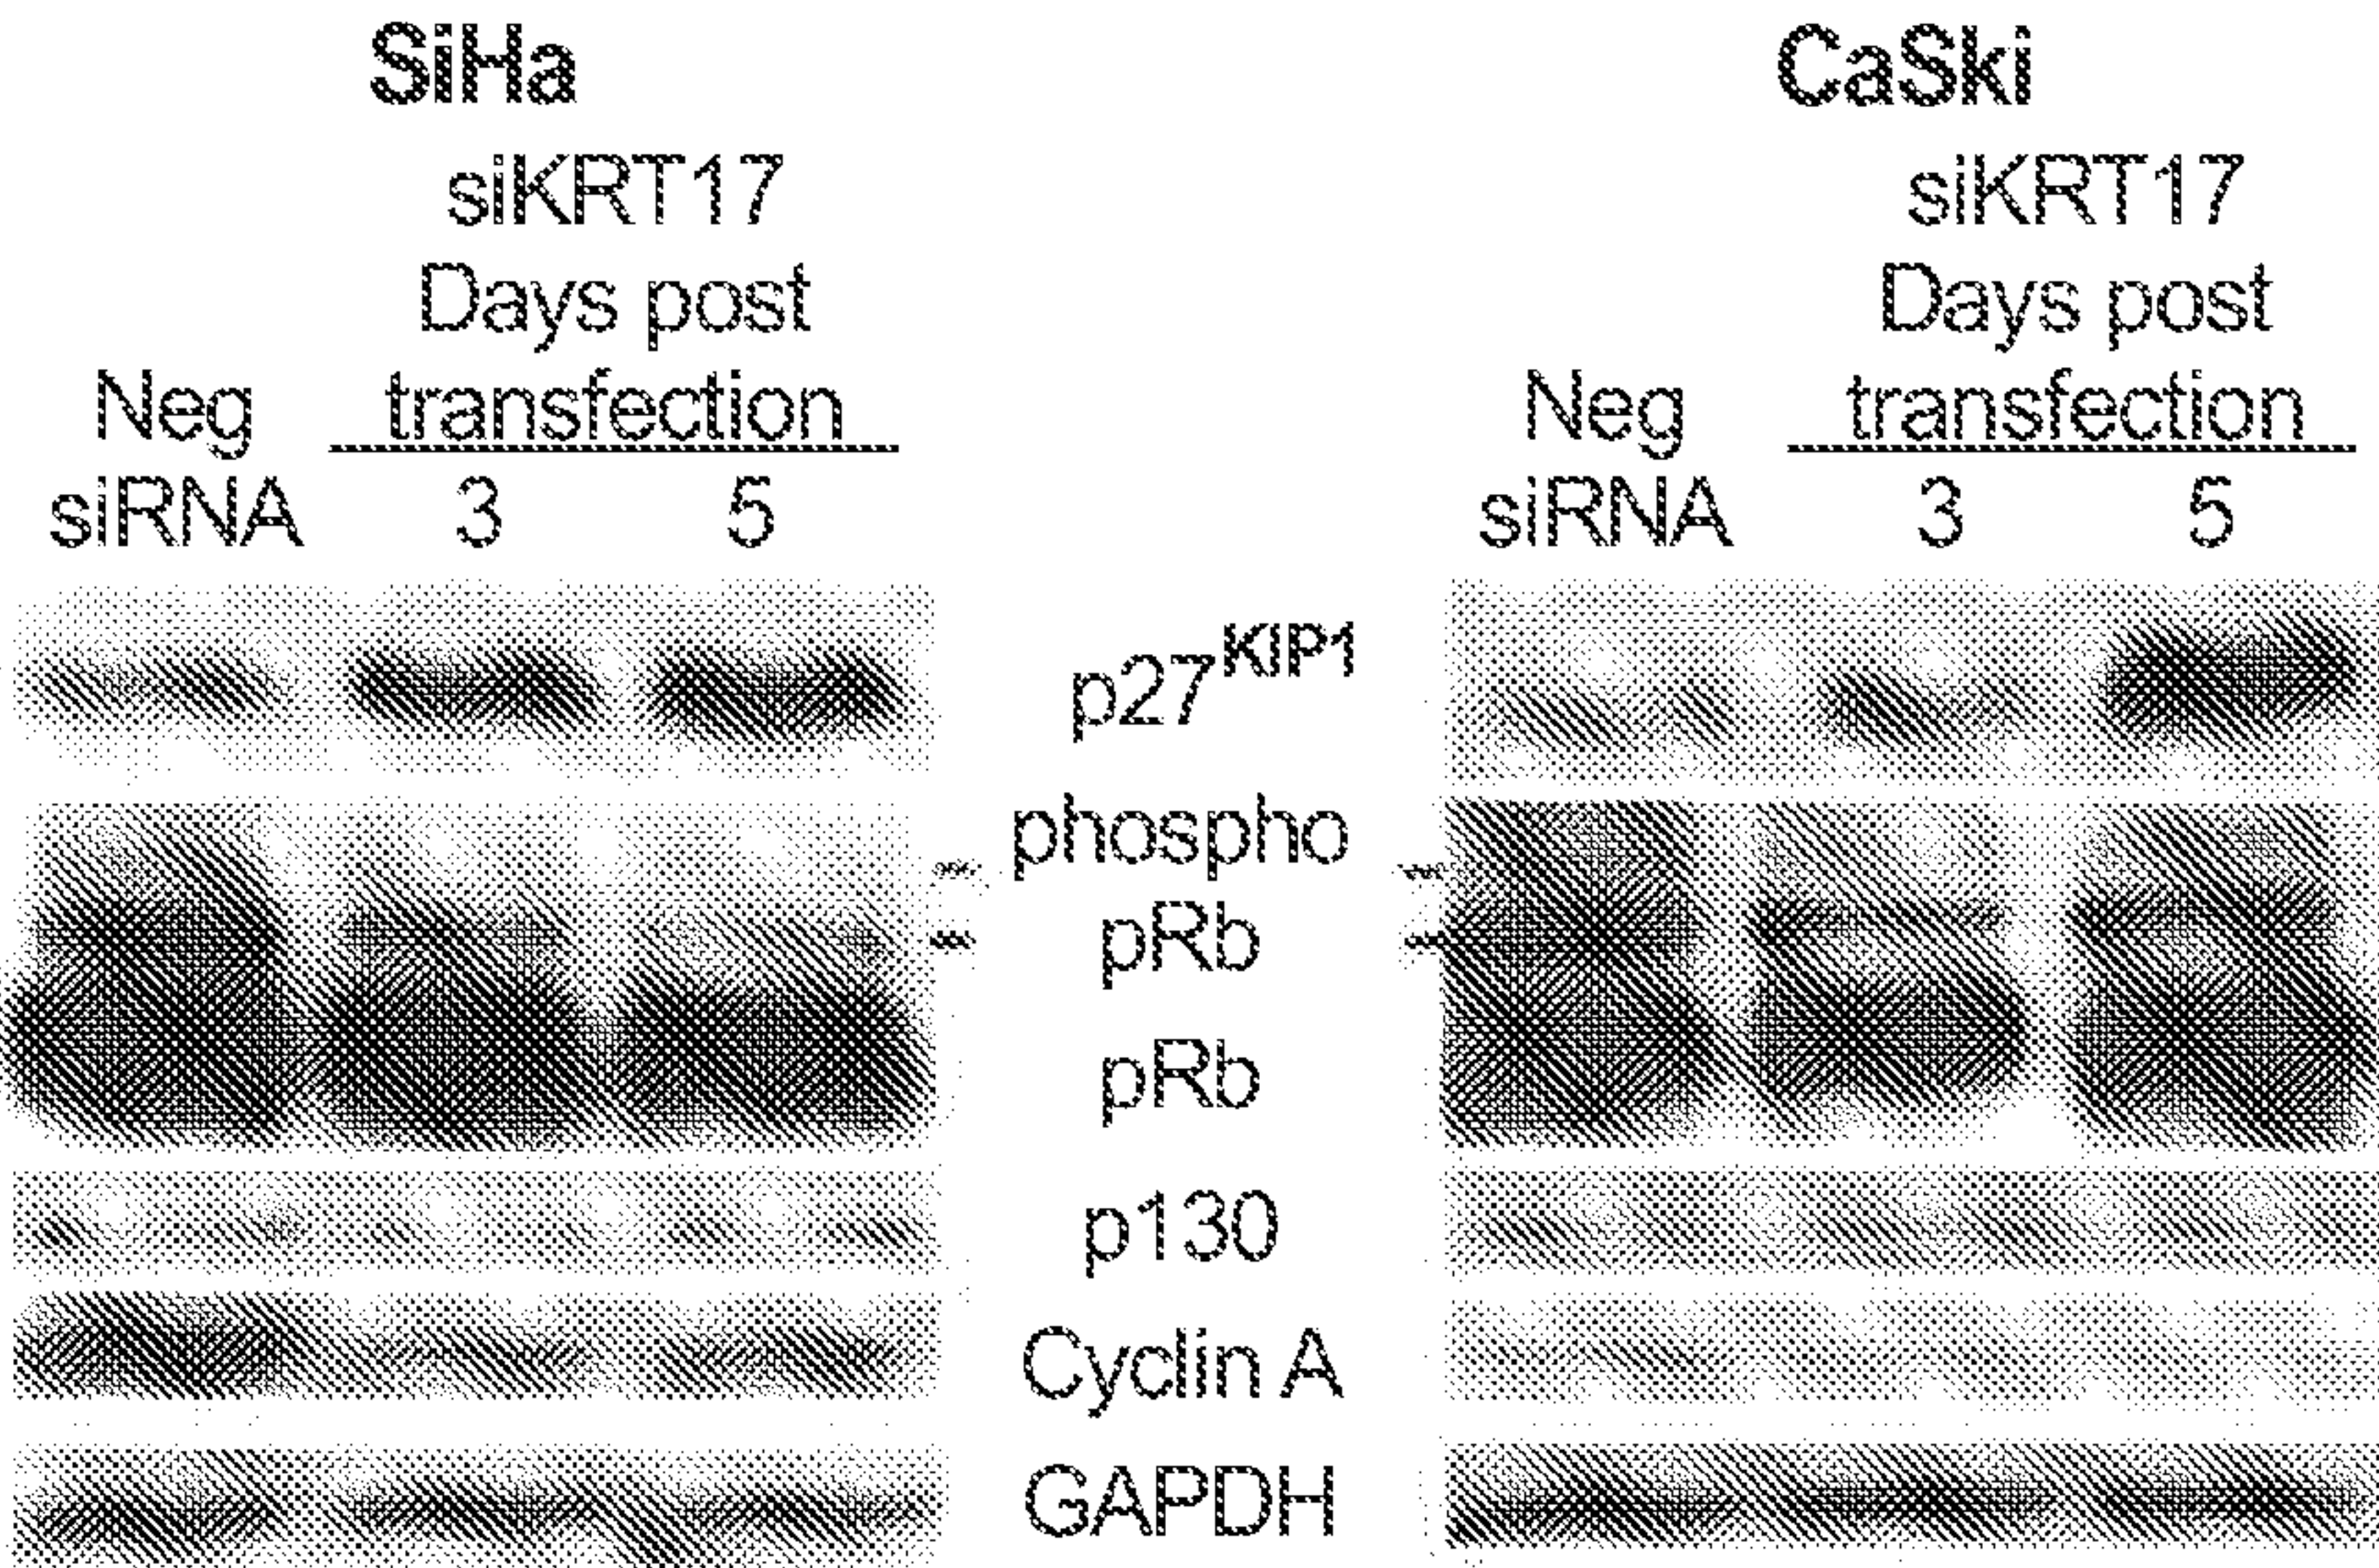 SiHa
siKRT17
Days post
transfection
Neg
siRNA
3 5
CaSki
siKRT17
Days post
transfection
Neg
siRNA
3 5
p27KIP1
phospho
pRb
pRb
p130
Cyclin A
GAPDH